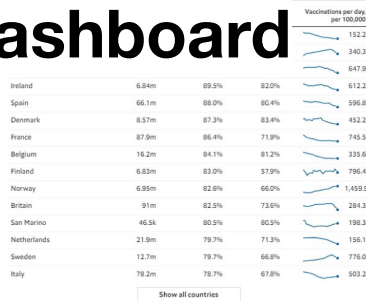 Vaccinations per day,
per 100,000
ashboard
152.2
340.3
647.9
Ireland 6.84m 89.5% 82.0% 612.2
Spain 66.1m 88.0% 80.4% 596.8
Denmark 8.57m 87.3% 83.4% 452.2
France 87.9m 86.4% 71.9% 745.5
Belgium 16.2m 84.1% 81.2% 335.6
Finland 6.83m 83.0% 57.9% 796.4
Norway 6.95m 82.6% 66.0% 1,459.5
Britain 91m 82.5% 73.6% 284.3
San Marino 46.5k 80.5% 80.5% 198.3
Netherlands 21.9m 79.7% 71.3% 156.1
Sweden 12.7m 79.7% 66.8% 776.0
Italy 78.2m 78.7% 67.8% 503.2
Show all countries